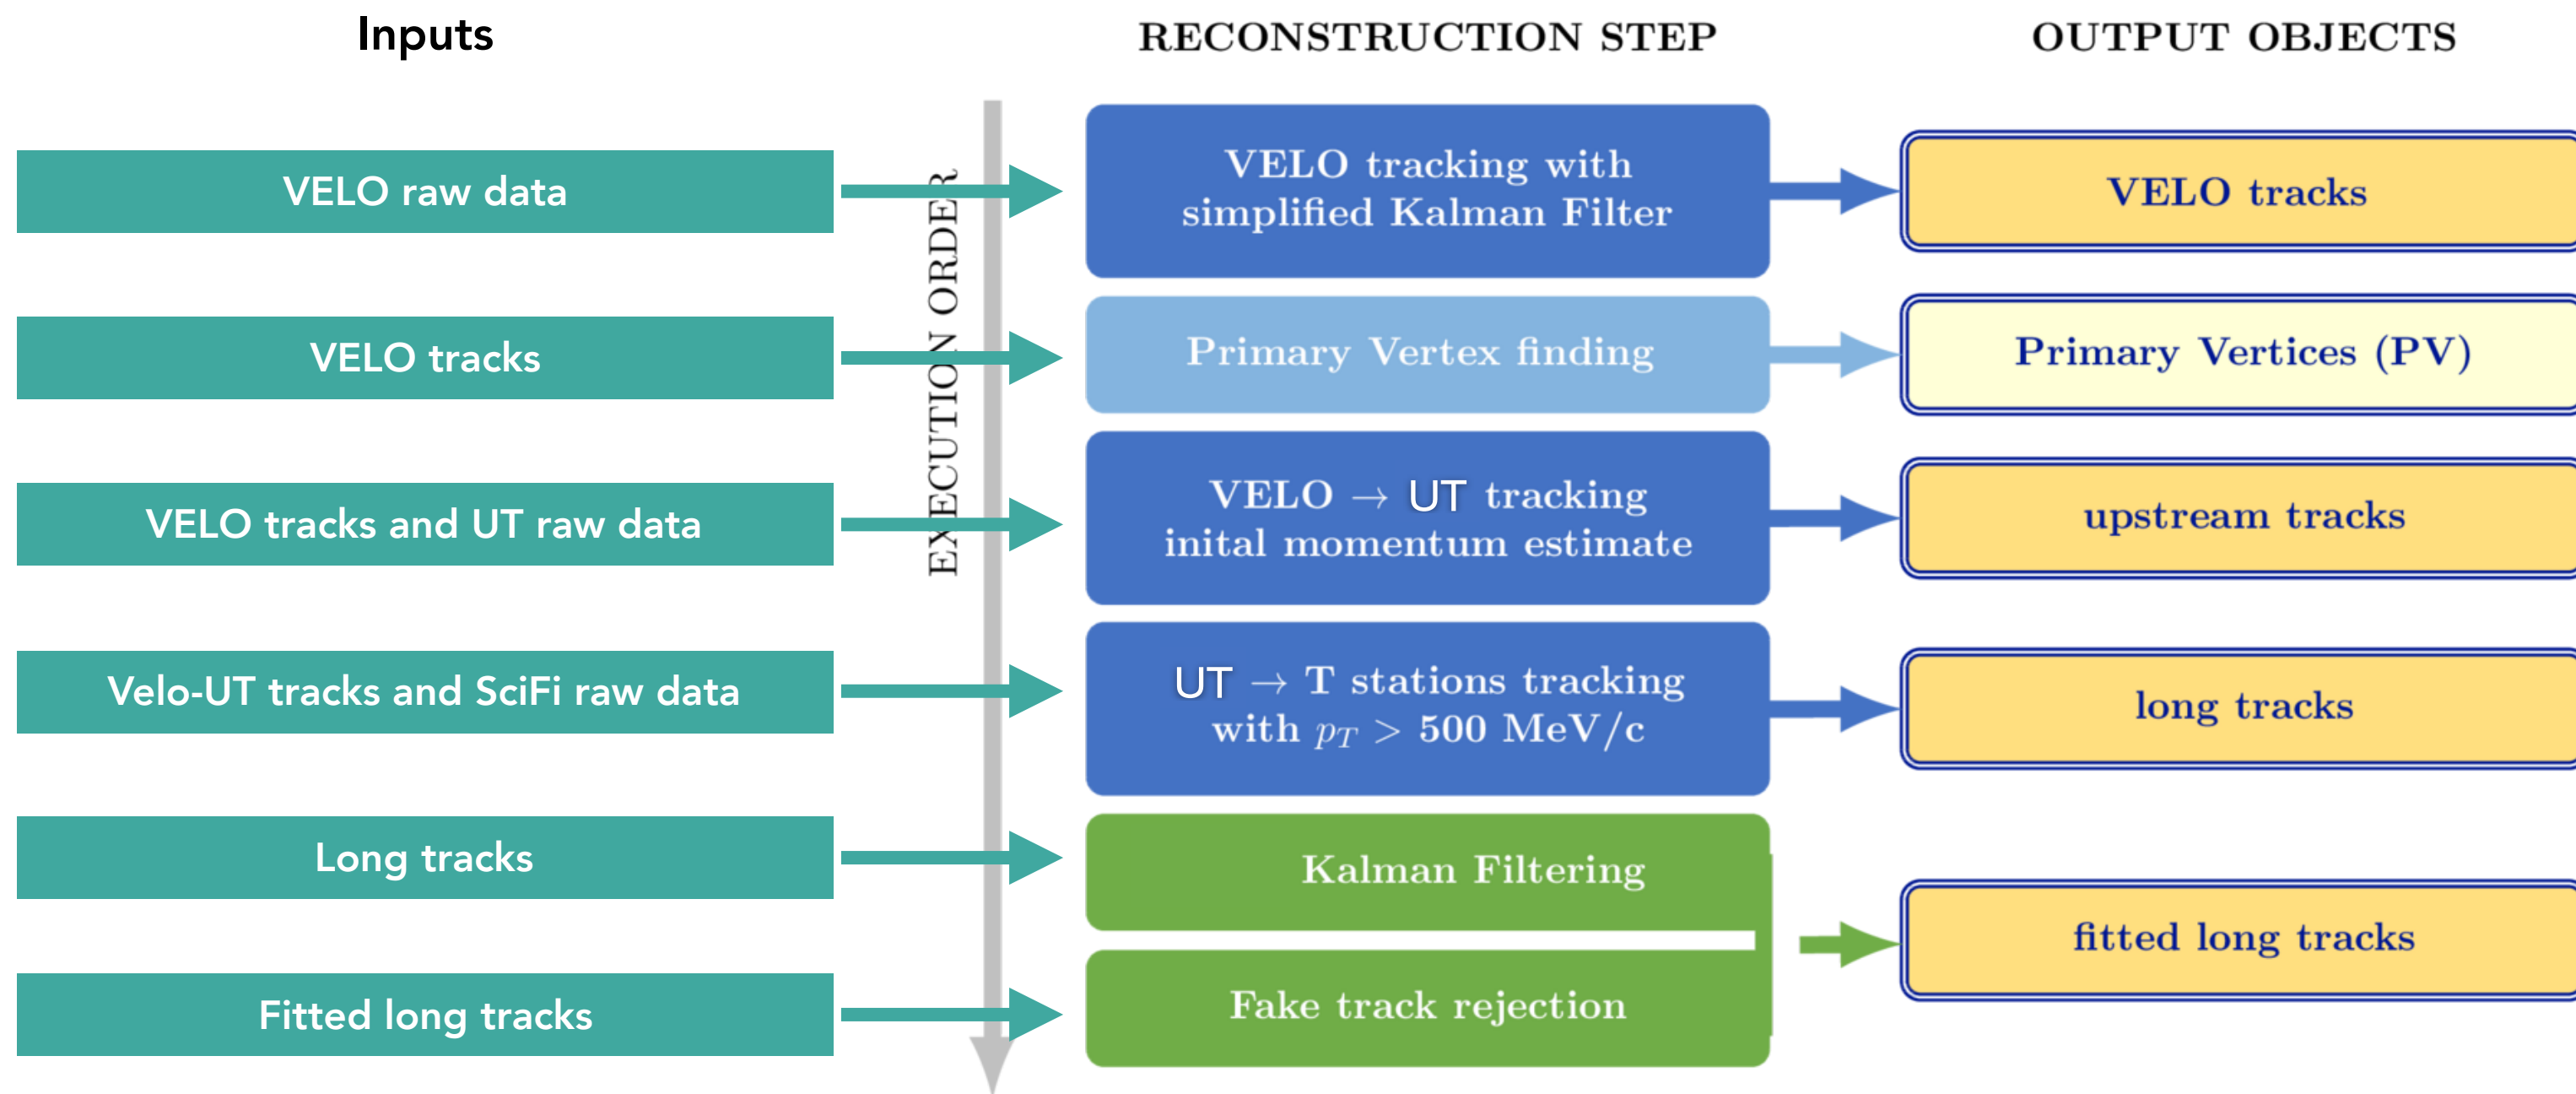 Inputs
RECONSTRUCTION STEP
OUTPUT OBJECTS
EXECUTION ORDER
VELO raw data
VELO tracking with
simplified Kalman Filter
VELO tracks
VELO tracks
Primary Vertex finding
Primary Vertices (PV)
VELO tracks and UT raw data
VELO → UT tracking
inital momentum estimate
upstream tracks
Velo-UT tracks and SciFi raw data
UT → T stations tracking
with p_T > 500 MeV/c
long tracks
Long tracks
Kalman Filtering
fitted long tracks
Fitted long tracks
Fake track rejection